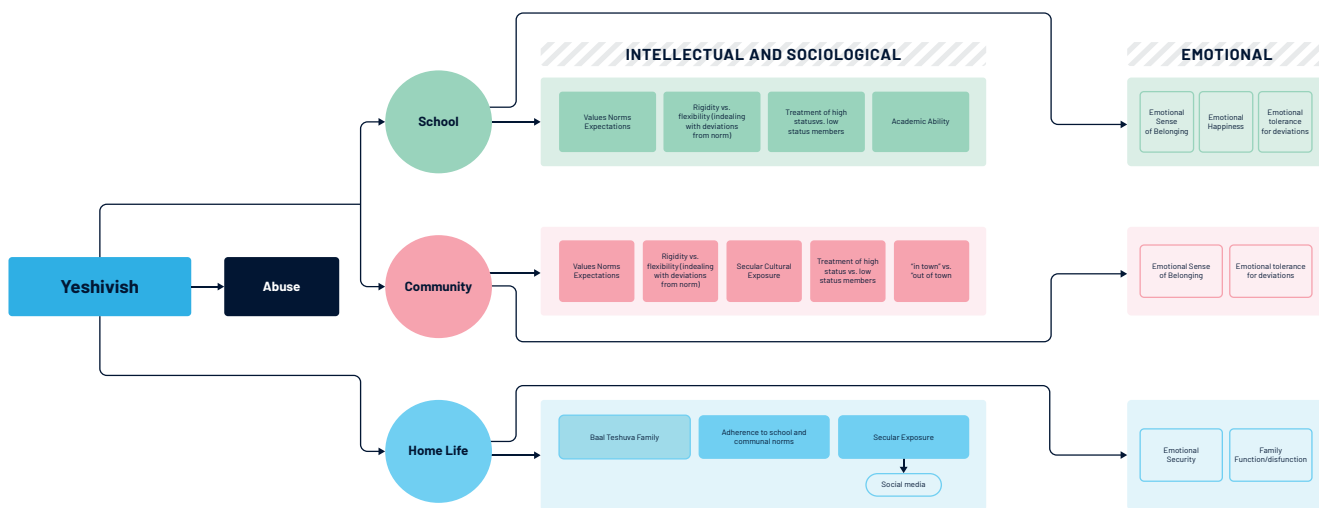 INTELLECTUAL AND SOCIOLOGICAL
EMOTIONAL
School
Values Norms
Expectations
Rigidity vs.
flexibility (indealing
with deviations
from norm)
Treatment of high
statusvs. low
status members
Academic Ability
Emotional
Sense
of Belonging
Emotional
Happiness
Emotional
tolerance
for deviations
Yeshivish
Abuse
Community
Values Norms
Expectations
Rigidity vs.
flexibility (indealing
with deviations
from norm)
Secular Cultural
Exposure
Treatment of high
status vs. low
status members
"in town" vs.
"out of town
Emotional Sense
of Belonging
Emotional tolerance
for deviations
Home Life
Baal Teshuva Family
Adherence to school and
communal norms
Secular Exposure
Social media
Emotional
Security
Family
Function/disfunction